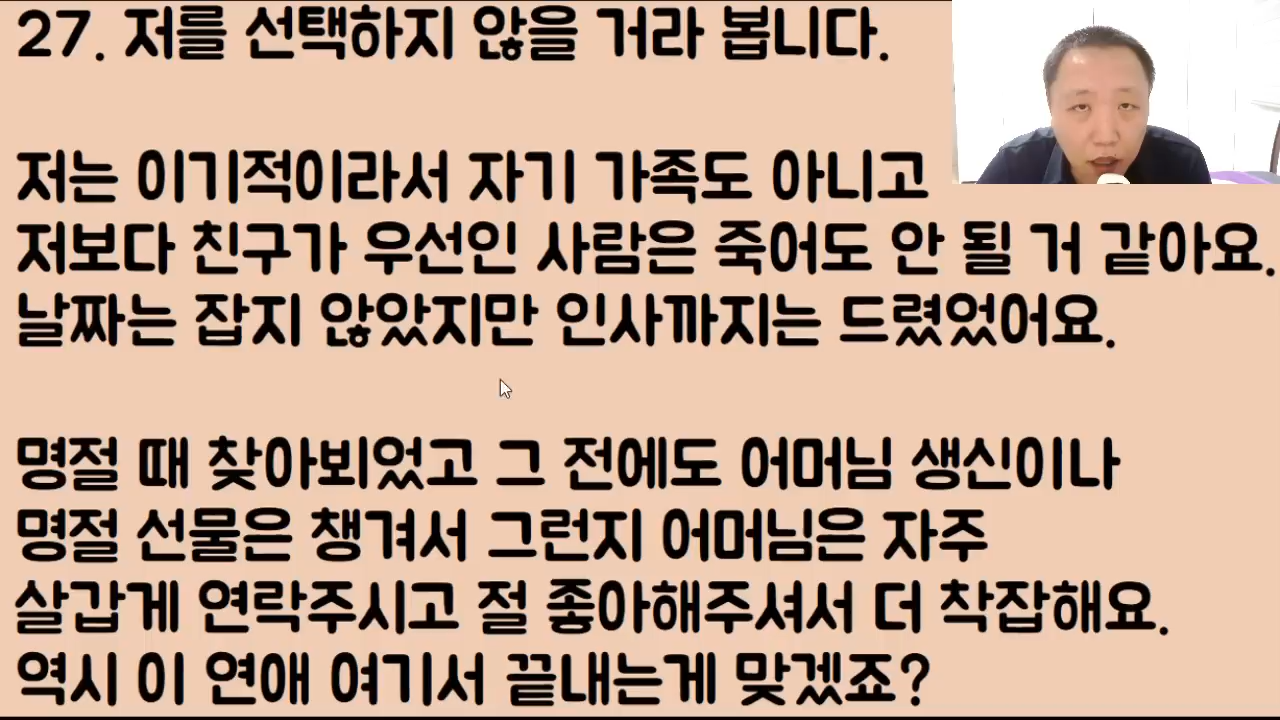 27. 저를 선택하지 않을 거라 봅니다.
저는 이기적이라서 자기 가족도 아니고
저보다 친구가 우선인 사람은 죽어도 안 될 거 같아요.
날짜는 잡지 않았지만 인사까지는 드렸었어요.
명절 때 찾아뵈었고 그 전에도 어머님 생신이나
명절 선물은 챙겨서 그런지 어머님은 자주
살갑게 연락주시고 절 좋아해주셔서 더 착잡해요.
역시 이 연애 여기서 끝내는게 맞겠죠?